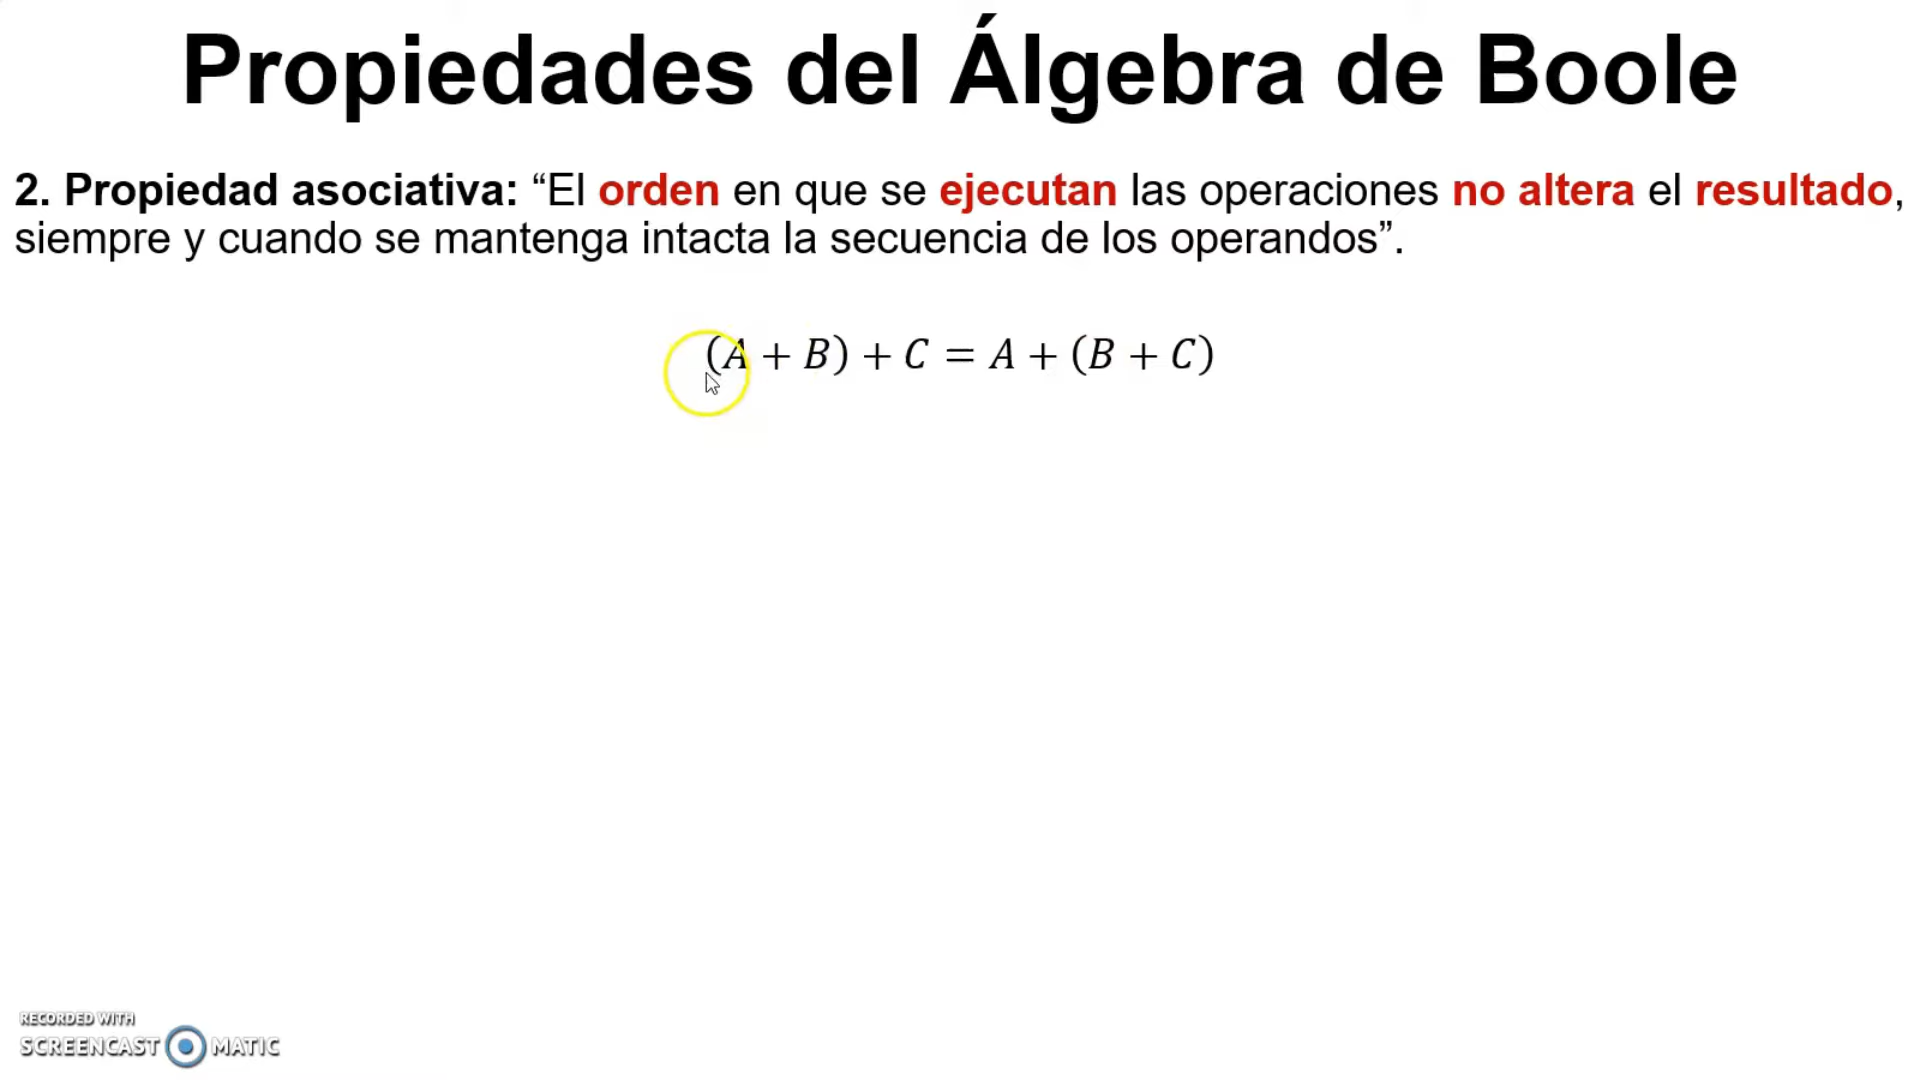 Propiedades del Álgebra de Boole
2. Propiedad asociativa: “El orden en que se ejecutan las operaciones no altera el resultado,
siempre y cuando se mantenga intacta la secuencia de los operandos”.
(A + B) + C = A + (B + C)
RECORDED WITH
SCREENCAST MATIC